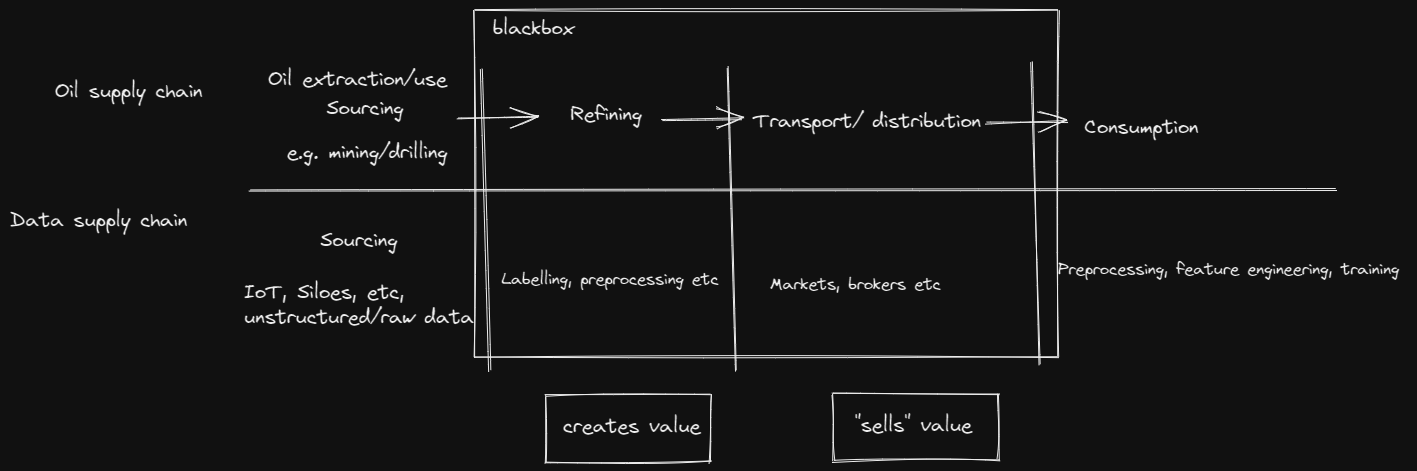 blackbox
Oil supply chain
Oil extraction/use
Sourcing
e.g. mining/drilling
Refining
Transport/ distribution
Consumption
Data supply chain
Sourcing
IoT, Siloes, etc,
unstructured/raw data
Labelling, preprocessing etc
Markets, brokers etc
Preprocessing, feature engineering, training
creates value
"sells" value